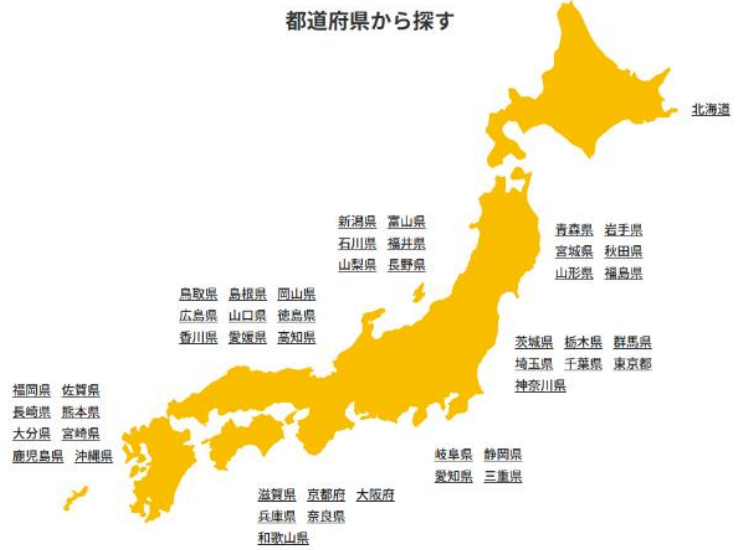 都道府県から探す
北海道
青森県 岩手県
宮城県 秋田県
山形県 福島県
新潟県 富山県
石川県 福井県
山梨県 長野県
鳥取県 島根県 岡山県
広島県 山口県 徳島県
香川県 愛媛県 高知県
茨城県 栃木県 群馬県
埼玉県 千葉県 東京都
神奈川県
福岡県 佐賀県
長崎県 熊本県
大分県 宮崎県
鹿児島県 沖縄県
岐阜県 静岡県
愛知県 三重県
滋賀県 京都府 大阪府
兵庫県 奈良県
和歌山県